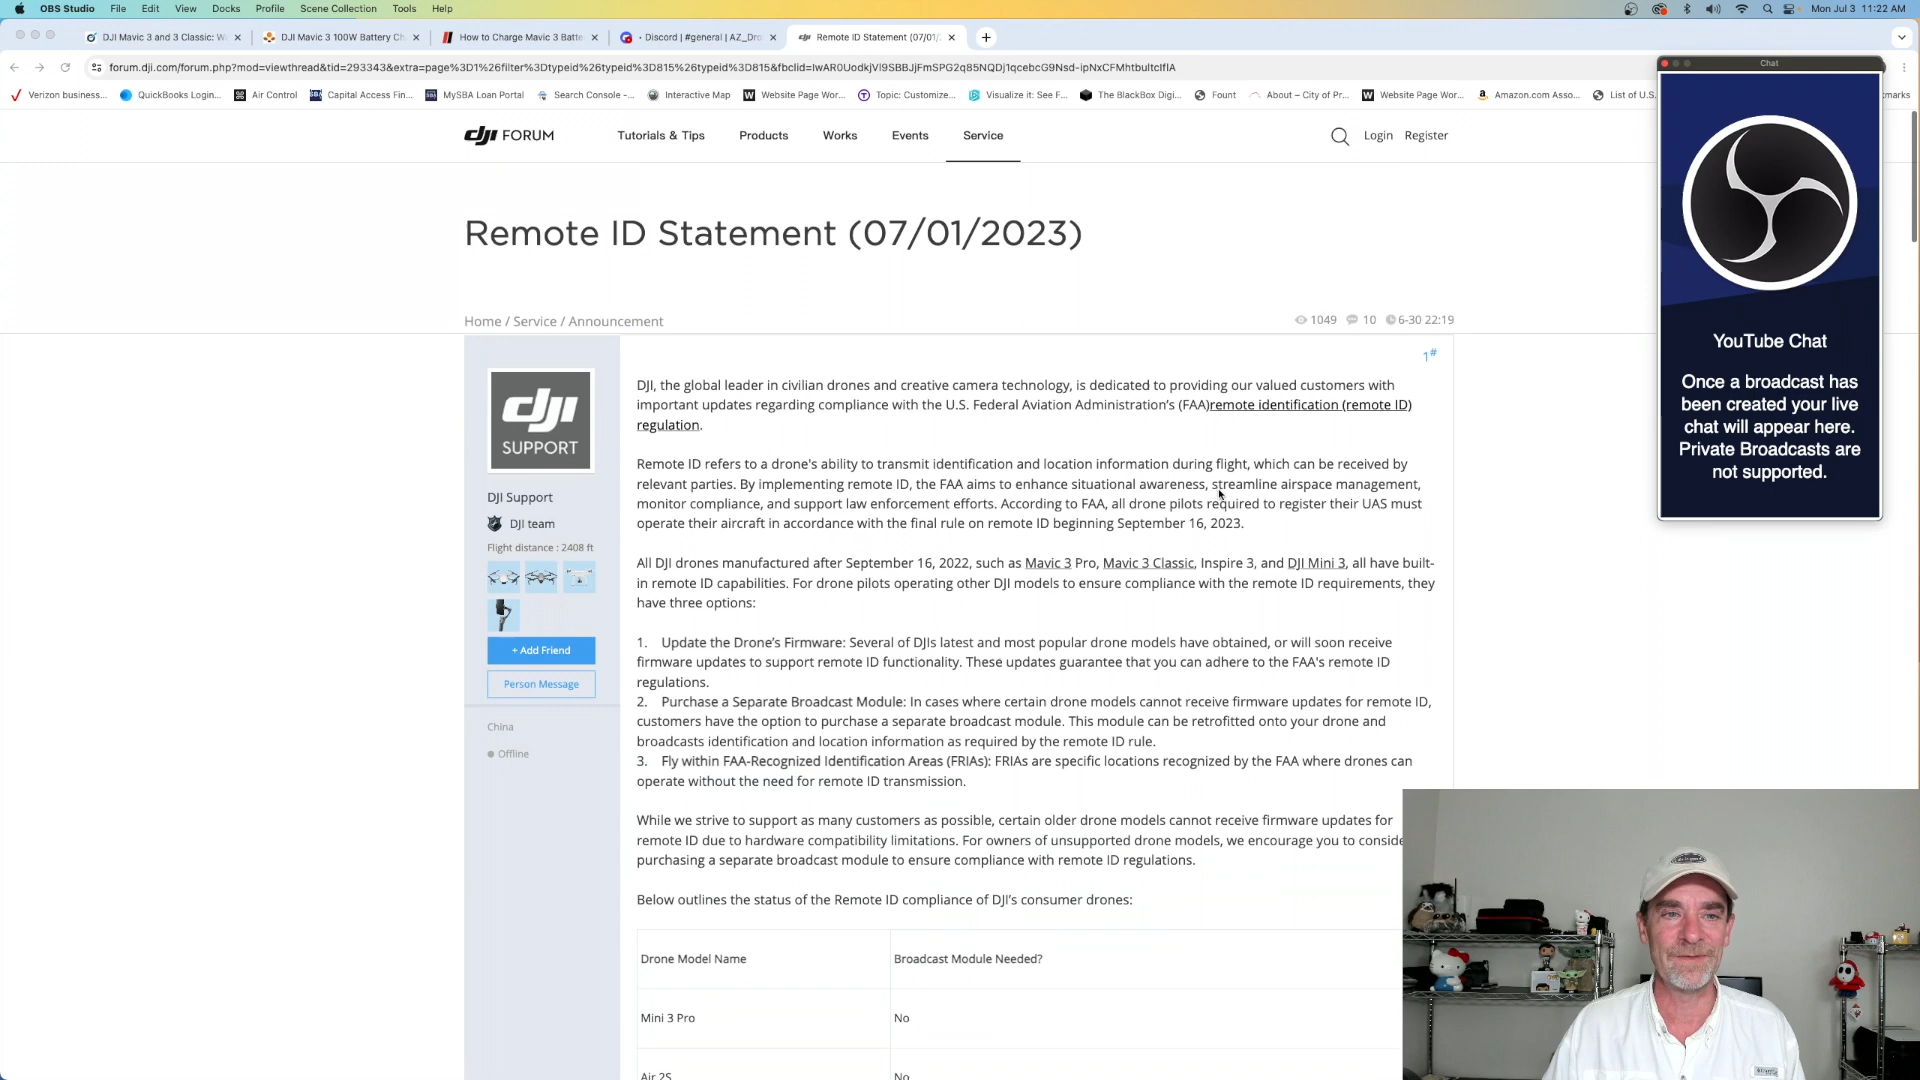 OBS Studio File Edit View Docks Profile Scene Collection Tools Help
Mon Jul 3 11:22 AM
DJI Mavic 3 and 3 Classic: W
DJI Mavic 3 100W Battery Ch
How to Charge Mavic 3 Batte
Discord | #general | AZ_Dro
Remote ID Statement (07/01/
forum.dji.com/forum.php?mod=viewthread&tid=293343&extra=page%3D1%26filter%3Dtypeid%26typeid%3D815%26typeid%3D815&fbclid=
Chat
Verizon business...
QuickBooks Login...
Air Control
Capital Access Fin...
MySBA Loan Portal
Search Console -...
Interactive Map
Website Page Wor...
Topic: Customize...
Visualize it: See F...
The BlackBox Digi...
Fount
About – City of Pr...
Website Page Wor...
Amazon.com Asso...
List of U.S.
marks
dji FORUM
Tutorials & Tips Products Works Events Service
Login Register
Remote ID Statement (07/01/2023)
Home / Service / Announcement
1049 10 6-30 22:19
1#
dji
SUPPORT
DJI Support
DJI team
Flight distance : 2408 ft
+ Add Friend
Person Message
China
Offline
DJI, the global leader in civilian drones and creative camera technology, is dedicated to providing our valued customers with
important updates regarding compliance with the U.S. Federal Aviation Administration's (FAA)remote identification (remote ID)
regulation.
Remote ID refers to a drone's ability to transmit identification and location information during flight, which can be received by
relevant parties. By implementing remote ID, the FAA aims to enhance situational awareness, streamline airspace management,
monitor compliance, and support law enforcement efforts. According to FAA, all drone pilots required to register their UAS must
operate their aircraft in accordance with the final rule on remote ID beginning September 16, 2023.
All DJI drones manufactured after September 16, 2022, such as Mavic 3 Pro, Mavic 3 Classic, Inspire 3, and DJI Mini 3, all have built-
in remote ID capabilities. For drone pilots operating other DJI models to ensure compliance with the remote ID requirements, they
have three options:
1. Update the Drone's Firmware: Several of DJIs latest and most popular drone models have obtained, or will soon receive
firmware updates to support remote ID functionality. These updates guarantee that you can adhere to the FAA's remote ID
regulations.
2. Purchase a Separate Broadcast Module: In cases where certain drone models cannot receive firmware updates for remote ID,
customers have the option to purchase a separate broadcast module. This module can be retrofitted onto your drone and
broadcasts identification and location information as required by the remote ID rule.
3. Fly within FAA-Recognized Identification Areas (FRIAs): FRIAs are specific locations recognized by the FAA where drones can
operate without the need for remote ID transmission.
While we strive to support as many customers as possible, certain older drone models cannot receive firmware updates for
remote ID due to hardware compatibility limitations. For owners of unsupported drone models, we encourage you to conside
purchasing a separate broadcast module to ensure compliance with remote ID regulations.
Below outlines the status of the Remote ID compliance of DJI's consumer drones:
Drone Model Name Broadcast Module Needed?
Mini 3 Pro No
Air 2S No
YouTube Chat
Once a broadcast has
been created your live
chat will appear here.
Private Broadcasts are
not supported.